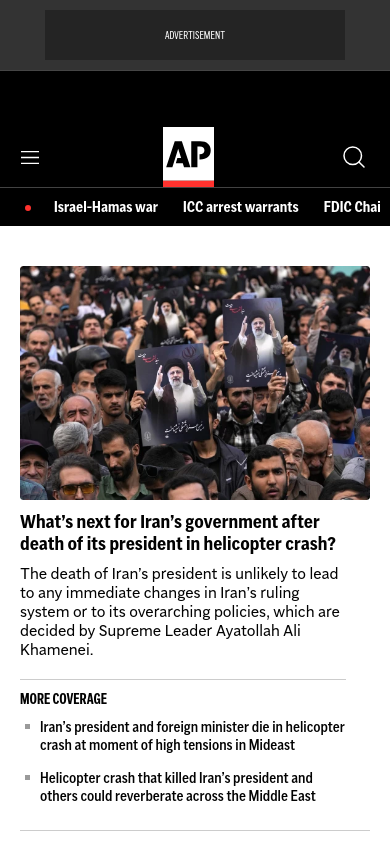 ADVERTISEMENT
AP
Israel-Hamas war ICC arrest warrants FDIC Chai
What’s next for Iran’s government after
death of its president in helicopter crash?
The death of Iran’s president is unlikely to lead
to any immediate changes in Iran’s ruling
system or to its overarching policies, which are
decided by Supreme Leader Ayatollah Ali
Khamenei.
MORE COVERAGE
Iran’s president and foreign minister die in helicopter
crash at moment of high tensions in Mideast
Helicopter crash that killed Iran’s president and
others could reverberate across the Middle East